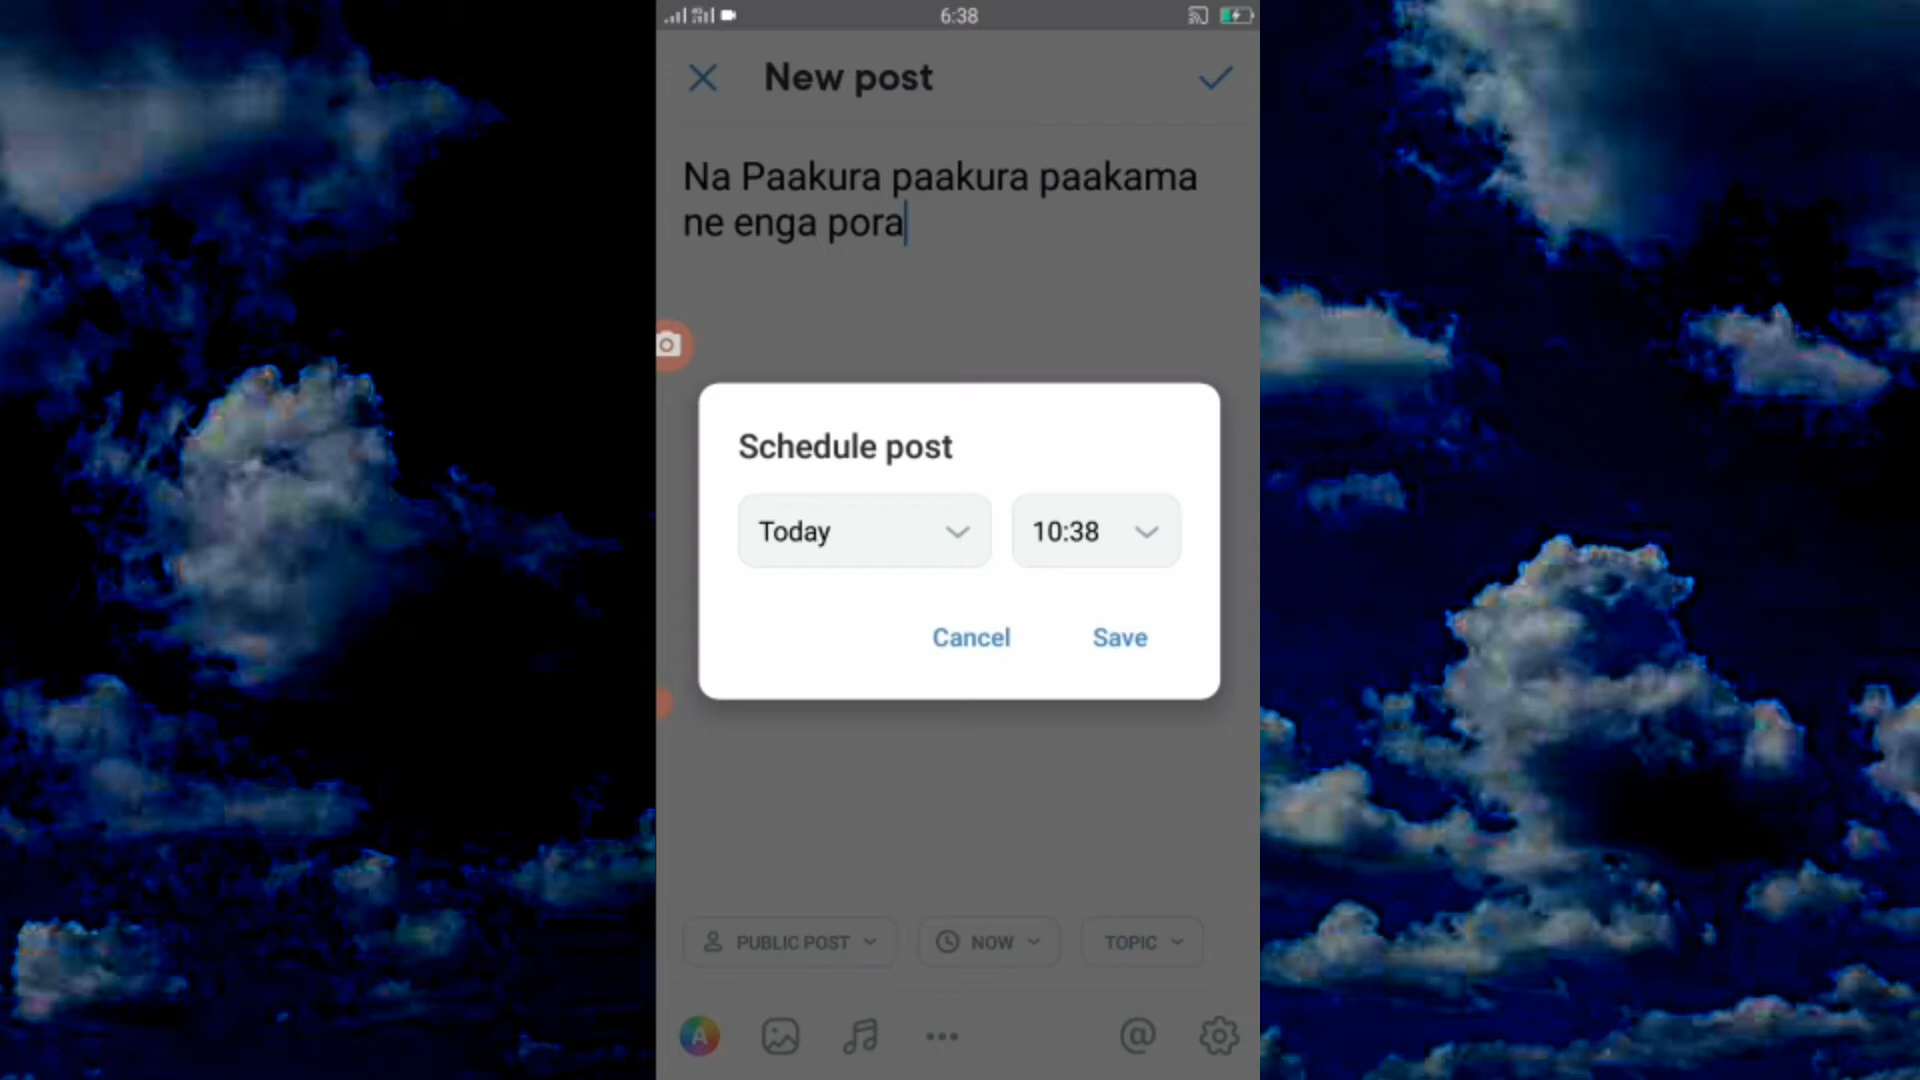 6:38
New post
Na Paakura paakura paakama
ne enga pora
Schedule post
Today 10:38
Cancel Save
PUBLIC POST NOW TOPIC
A @